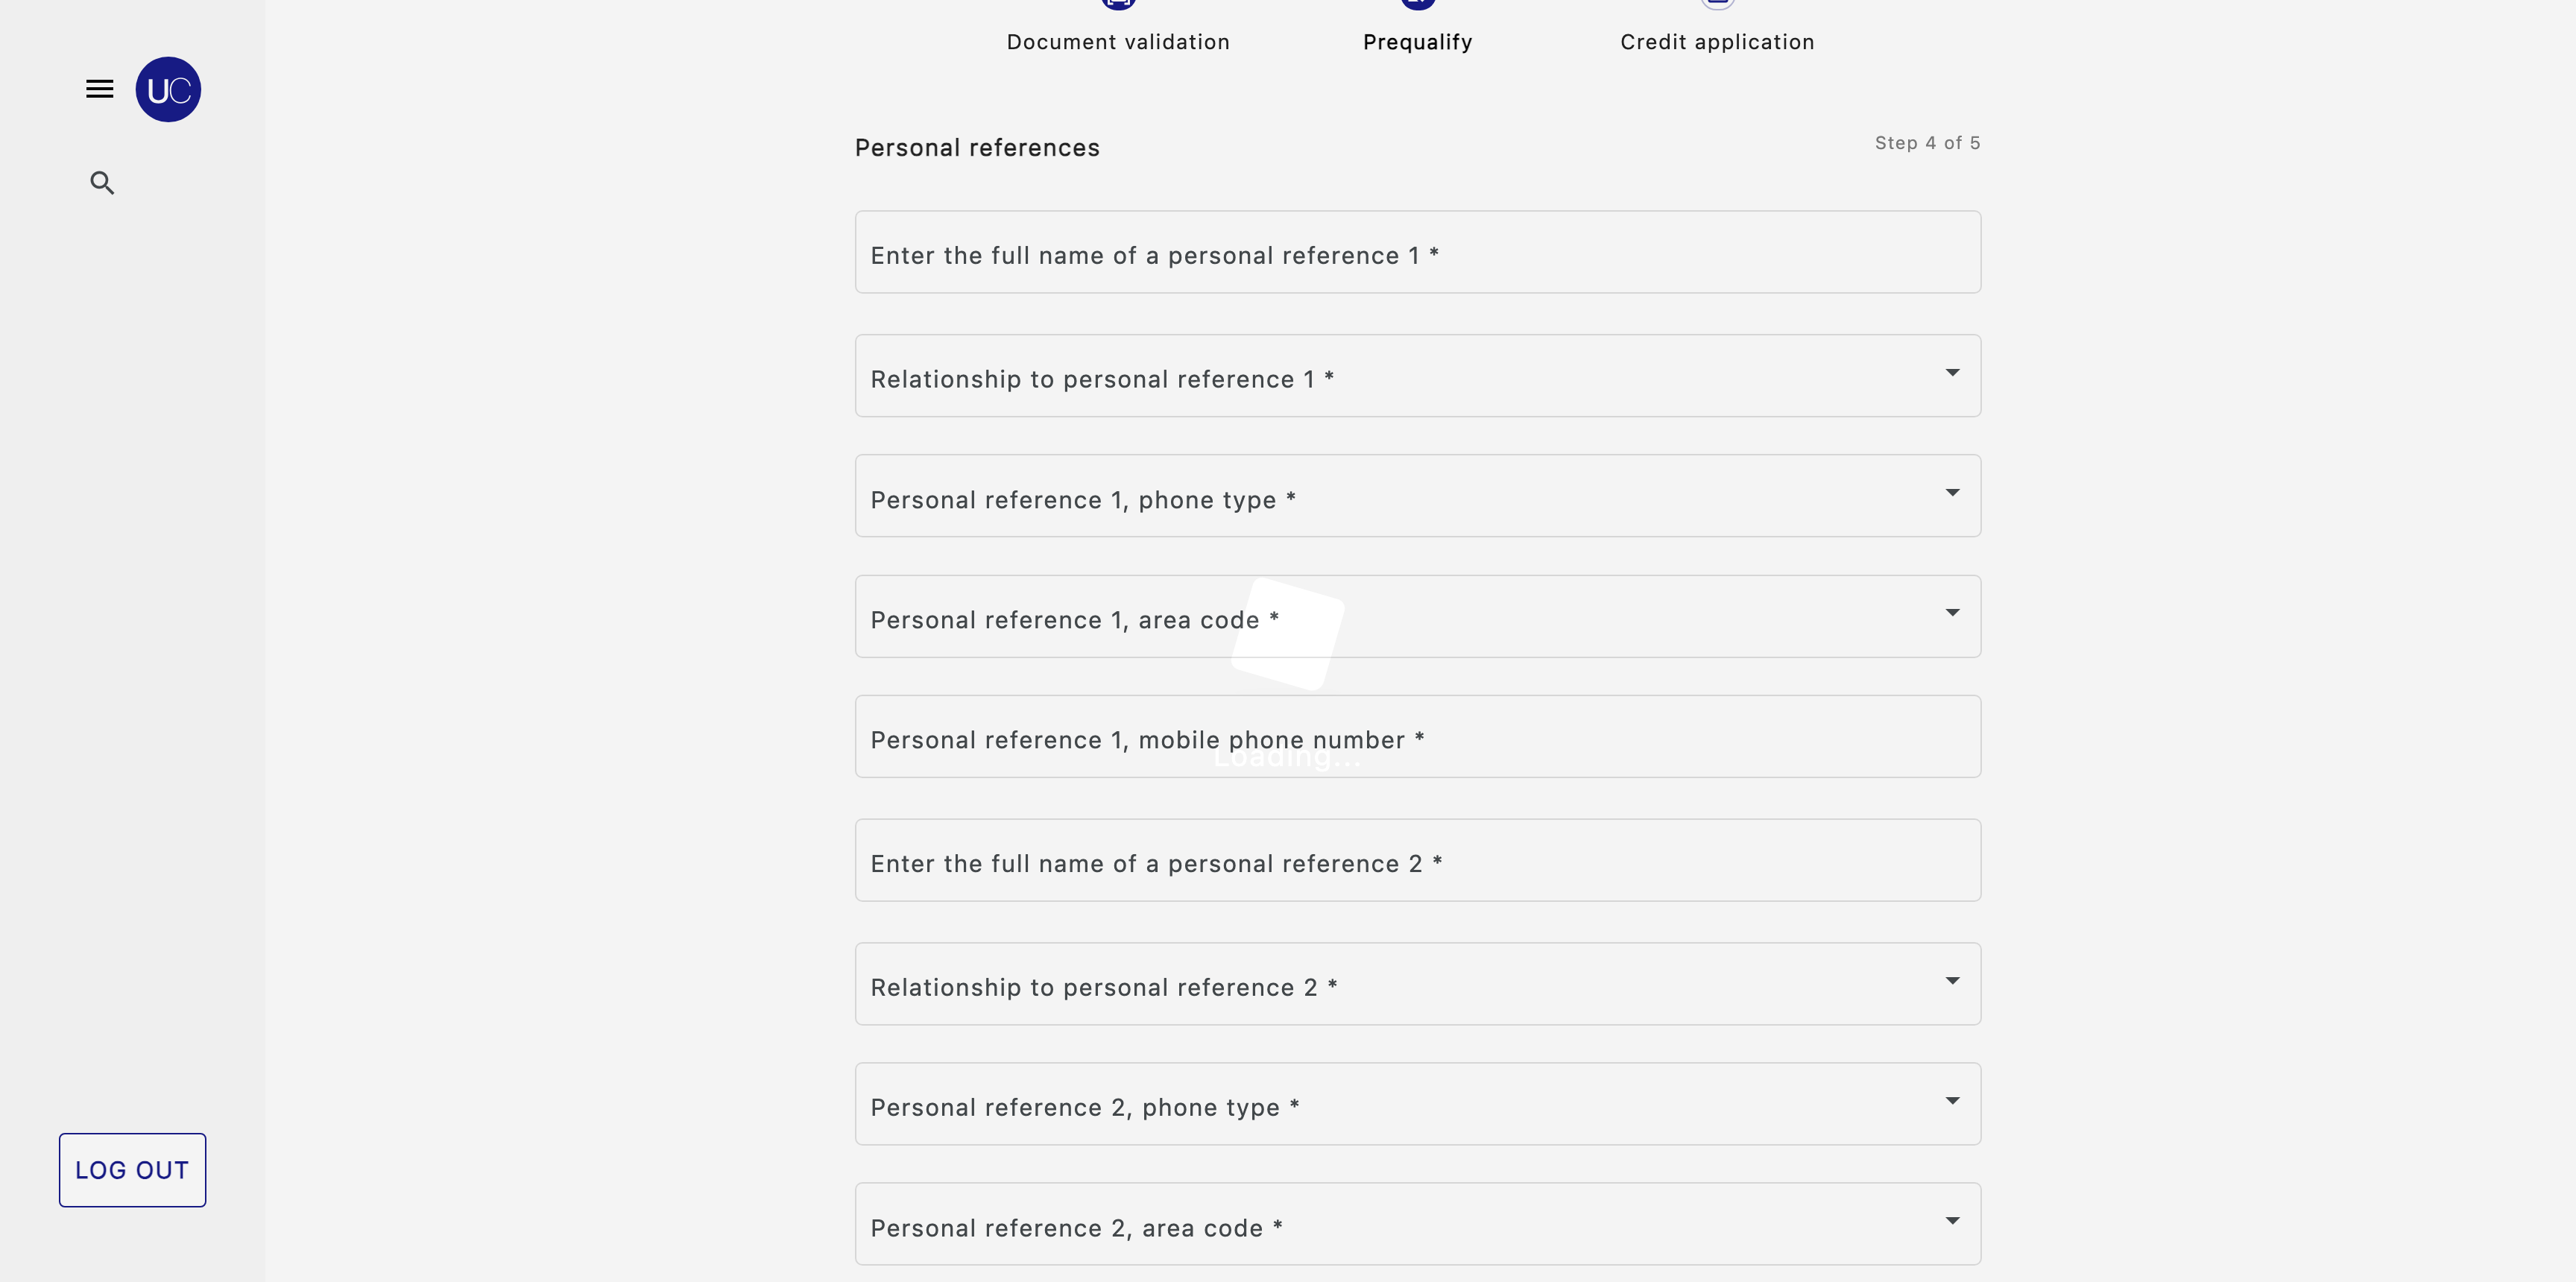 Document validation
Prequalify
Credit application
UC
Personal references
Step 4 of 5
Enter the full name of a personal reference 1 *
Relationship to personal reference 1 *
Personal reference 1, phone type *
Personal reference 1, area code *
Personal reference 1, mobile phone number *
Loading...
Enter the full name of a personal reference 2 *
Relationship to personal reference 2 *
Personal reference 2, phone type *
LOG OUT
Personal reference 2, area code *